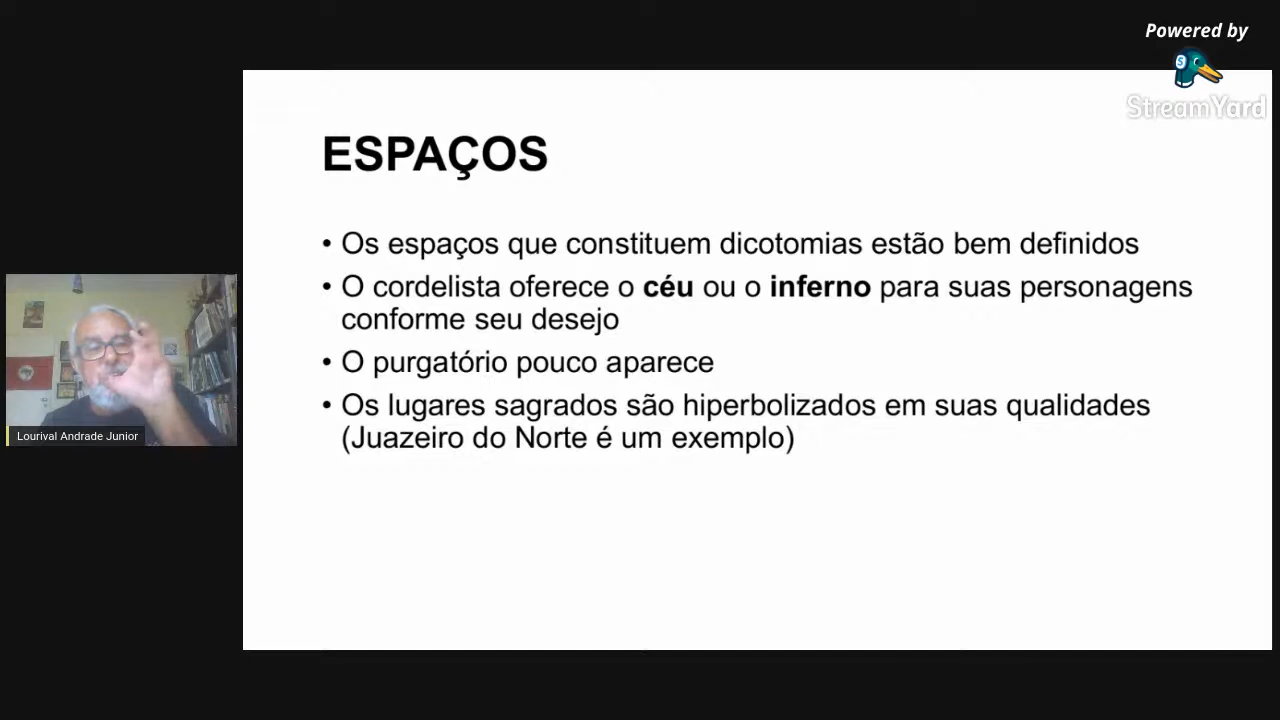 Powered by
StreamYard
ESPAÇOS
• Os espaços que constituem dicotomias estão bem definidos
• O cordelista oferece o céu ou o inferno para suas personagens
conforme seu desejo
• O purgatório pouco aparece
• Os lugares sagrados são hiperbolizados em suas qualidades
(Juazeiro do Norte é um exemplo)
Lourival Andrade Junior